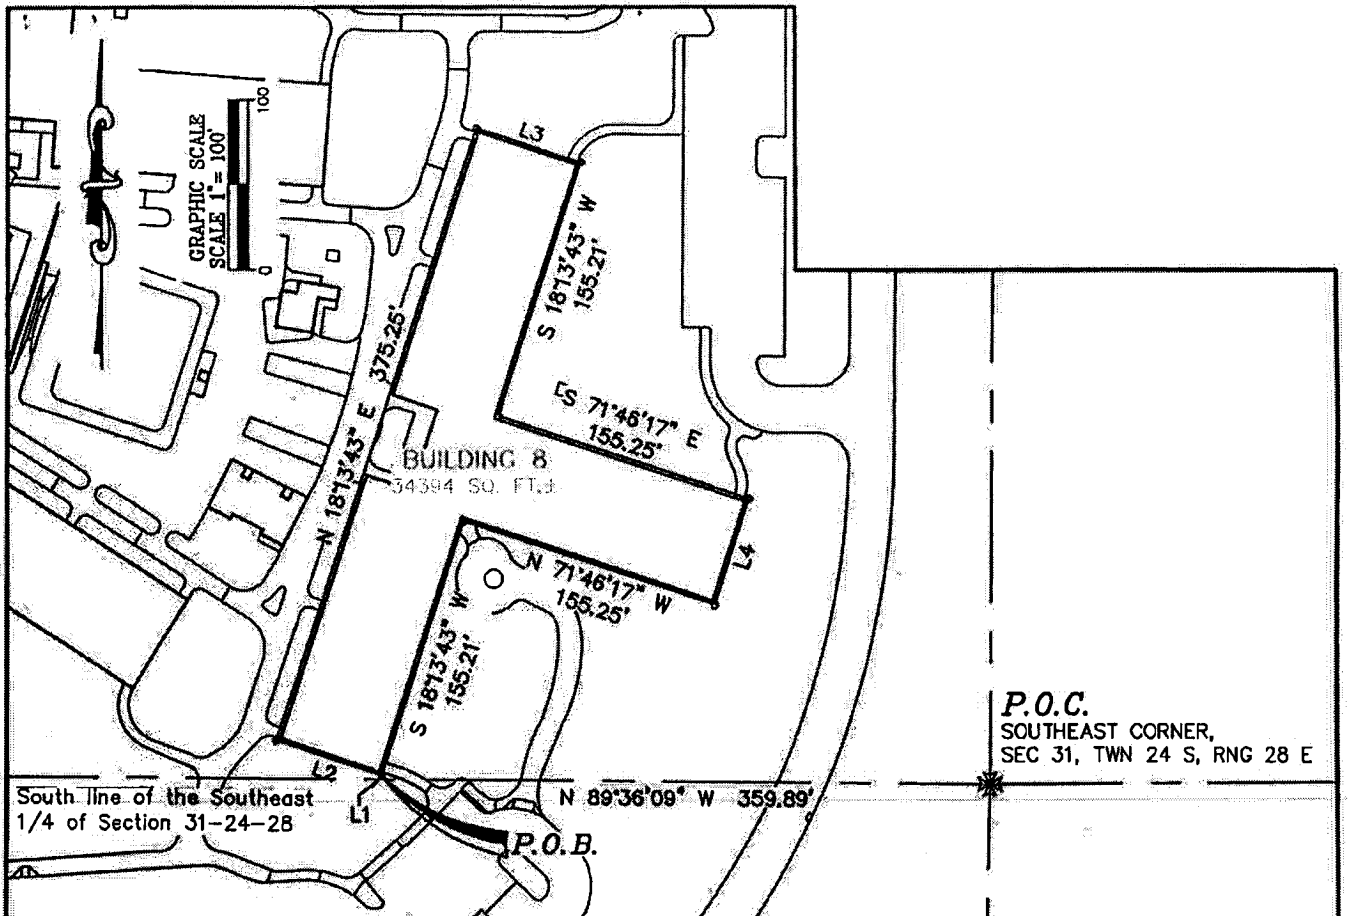 100
GRAPHIC SCALE
SCALE 1"= 100'
0
L3
S 18°13'43" W
155.21'
N 18°13'43" E 375.25'
S 71°46'17" E
155.25'
BUILDING 8
34394 SQ. FT.±
L4
N 71°46'17" W
155.25'
S 18°13'43" W
155.21'
P.O.C.
SOUTHEAST CORNER,
SEC 31, TWN 24 S, RNG 28 E
L2
L1
South line of the Southeast
1/4 of Section 31-24-28
N 89°36'09" W 359.89'
P.O.B.